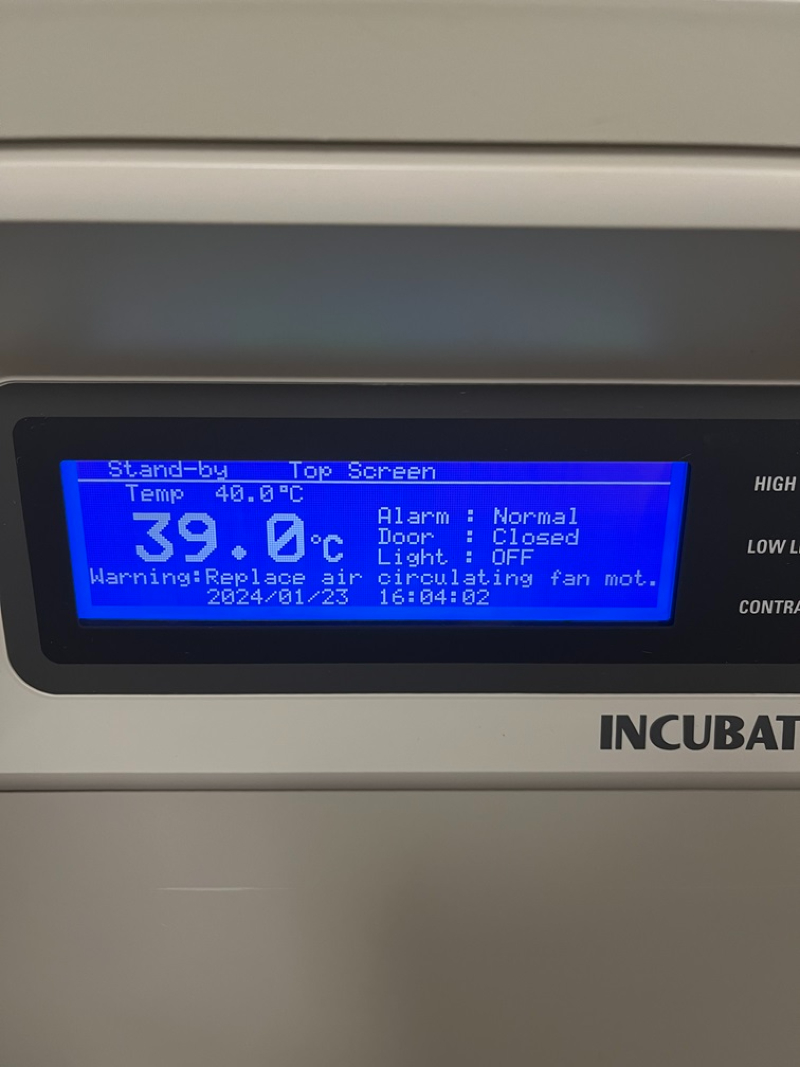 Stand-by Top Screen
Temp 40.0°C
39.0°C
Alarm : Normal
Door : Closed
Light : OFF
Warning:Replace air circulating fan mot.
2024/01/23 16:04:02
HIGH
LOW
INCUBAT